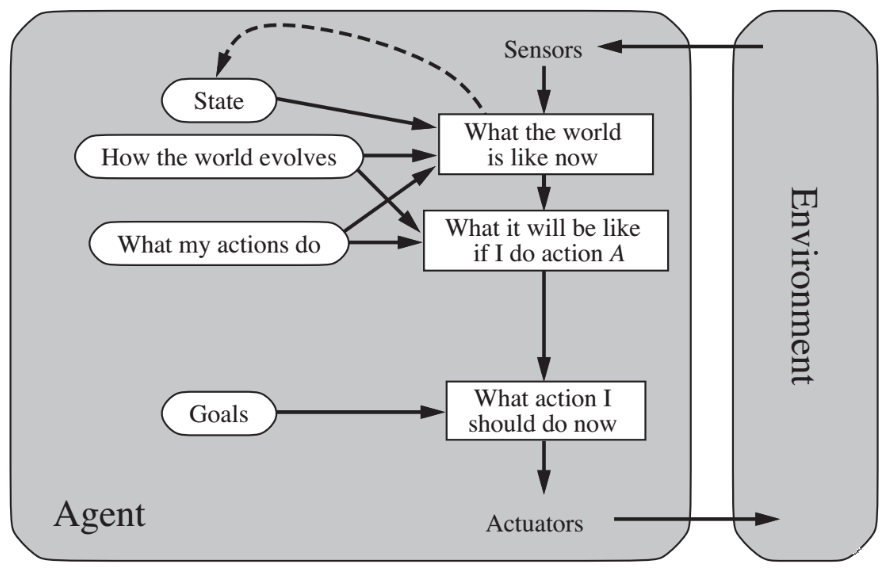 Sensors
State
What the world
is like now
How the world evolves
What my actions do
What it will be like
if I do action A
Environment
Goals
What action I
should do now
Agent
Actuators